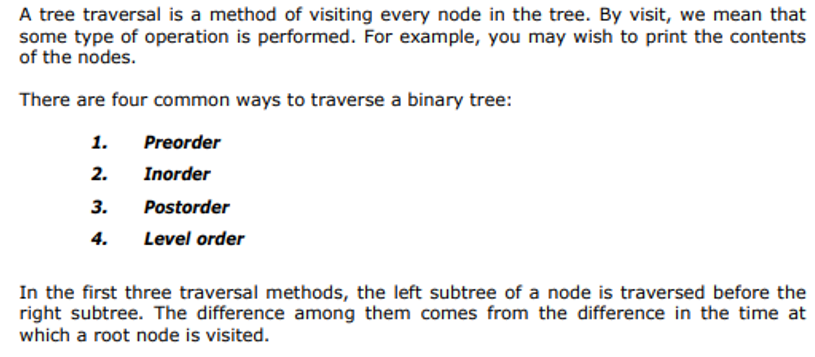 A tree traversal is a method of visiting every node in the tree. By visit, we mean that
some type of operation is performed. For example, you may wish to print the contents
of the nodes.
There are four common ways to traverse a binary tree:
1. Preorder
2. Inorder
3. Postorder
4. Level order
In the first three traversal methods, the left subtree of a node is traversed before the
right subtree. The difference among them comes from the difference in the time at
which a root node is visited.